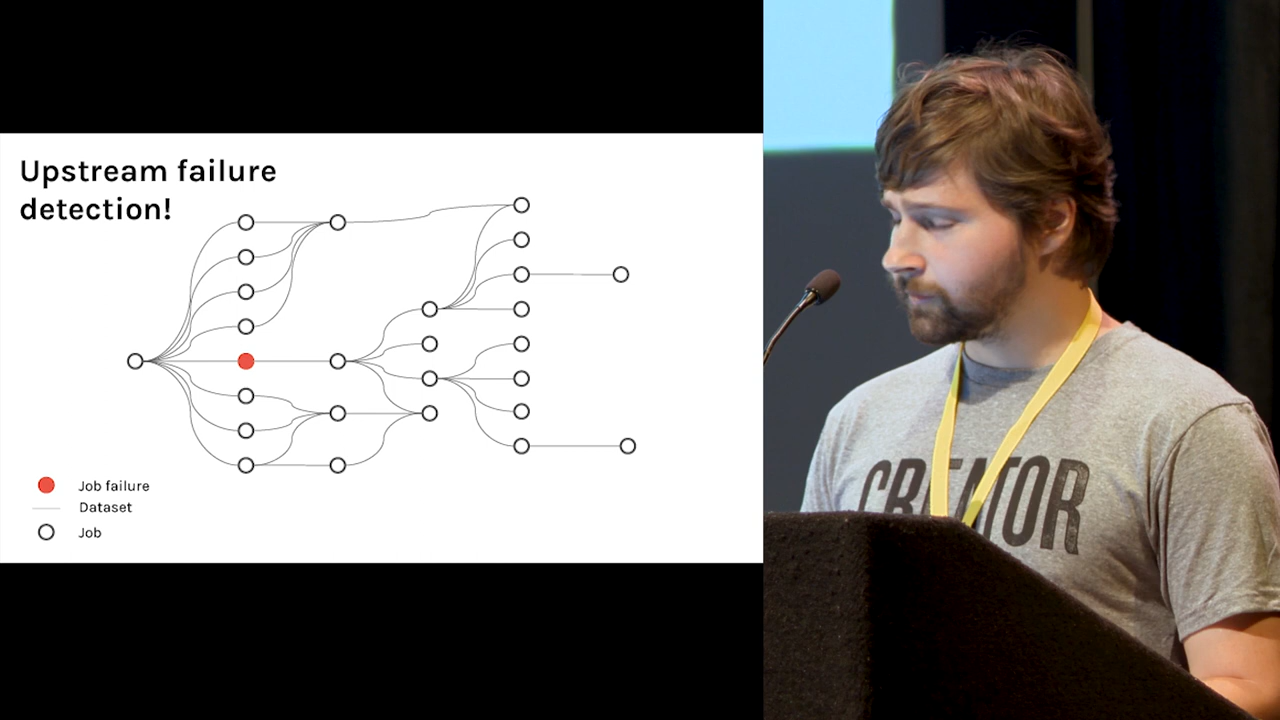 Upstream failure
detection!
Job failure
Dataset
Job
CREATOR